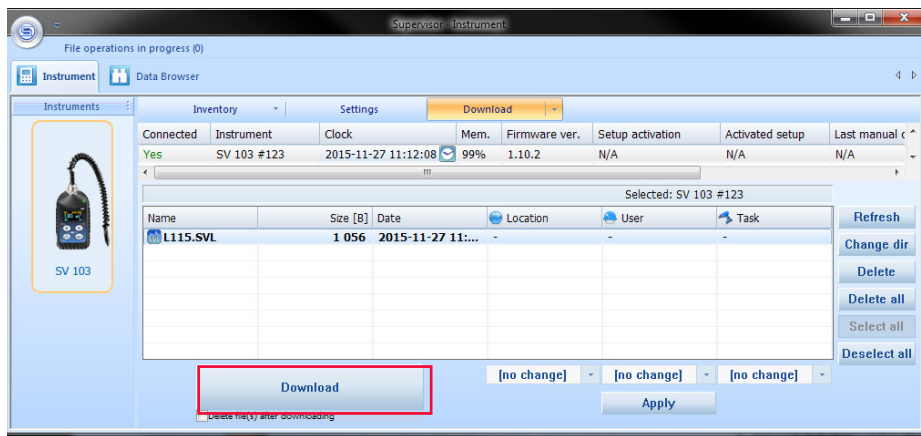 Supervisor - Instrument
File operations in progress (0)
Instrument Data Browser
Instruments Inventory Settings Download
Connected Instrument Clock Mem. Firmware ver. Setup activation Activated setup Last manual c
Yes SV 103 #123 2015-11-27 11:12:08 99% 1.10.2 N/A N/A N/A
Selected: SV 103 #123
Name Size [B] Date Location User Task Refresh
L115.SVL 1 056 2015-11-27 11:... - - -
Change dir
SV 103 Delete
Delete all
Select all
Deselect all
[no change] [no change] [no change]
Download
Apply
Delete file(s) after downloading